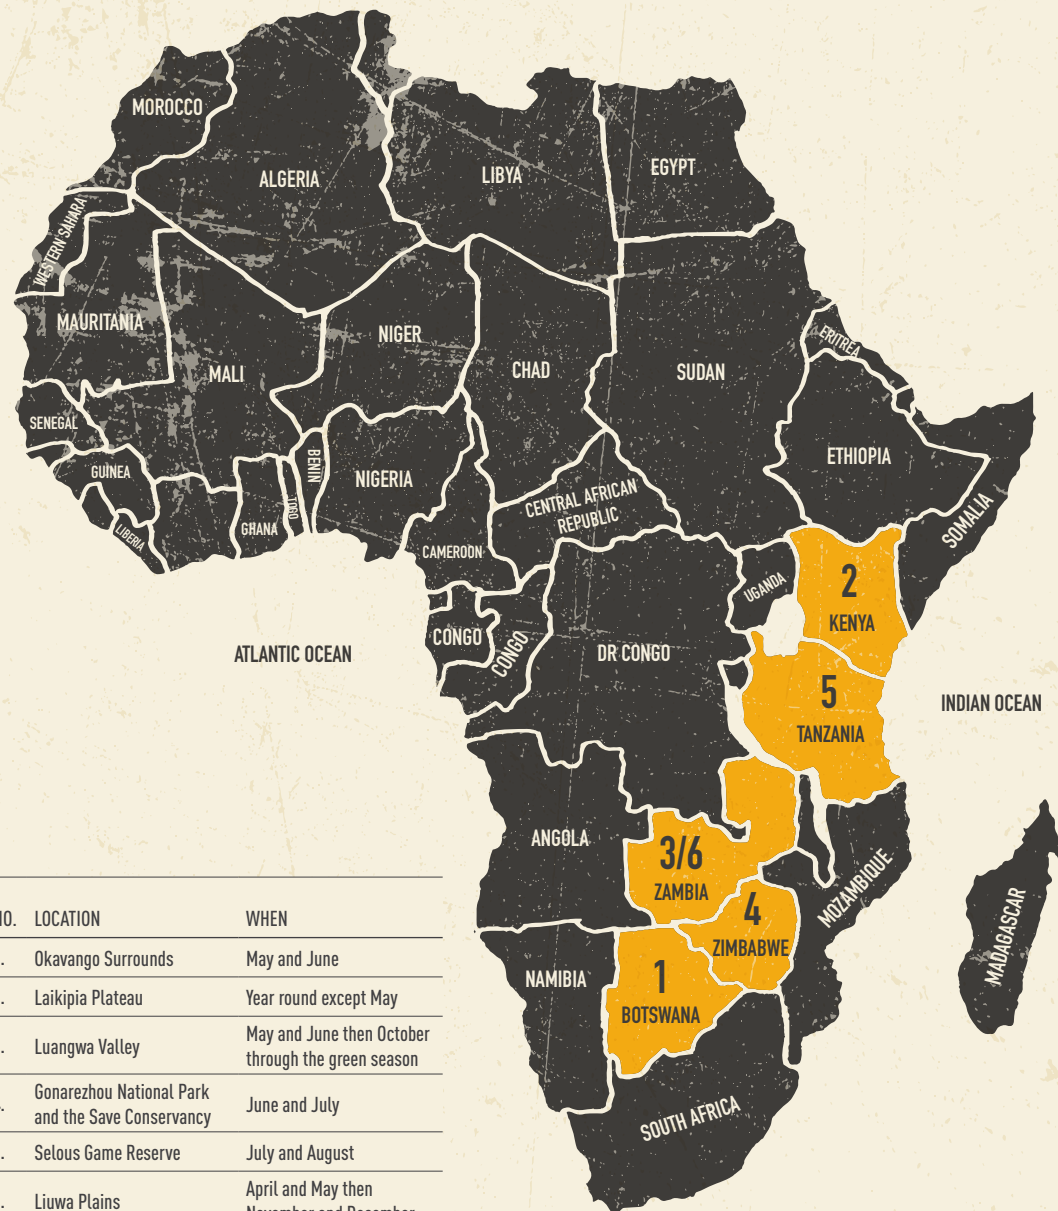 MOROCCO
ALGERIA
LIBYA
EGYPT
WESTERN SAHARA
MAURITANIA
MALI
NIGER
CHAD
SUDAN
ERITREA
SENEGAL
GUINEA
LIBERIA
GHANA
TOGO
BENIN
NIGERIA
CAMEROON
CENTRAL AFRICAN
REPUBLIC
ETHIOPIA
SOMALIA
UGANDA
2
KENYA
CONGO
CONGO
DR CONGO
ATLANTIC OCEAN
5
TANZANIA
INDIAN OCEAN
ANGOLA
3/6
ZAMBIA
4
ZIMBABWE
MOZAMBIQUE
MADAGASCAR
NAMIBIA
1
BOTSWANA
SOUTH AFRICA
NO. LOCATION WHEN
. Okavango Surrounds May and June
. Laikipia Plateau Year round except May
. Luangwa Valley May and June then October
through the green season
. Gonarezhou National Park
and the Save Conservancy June and July
. Selous Game Reserve July and August
. Liuwa Plains April and May then
November and December